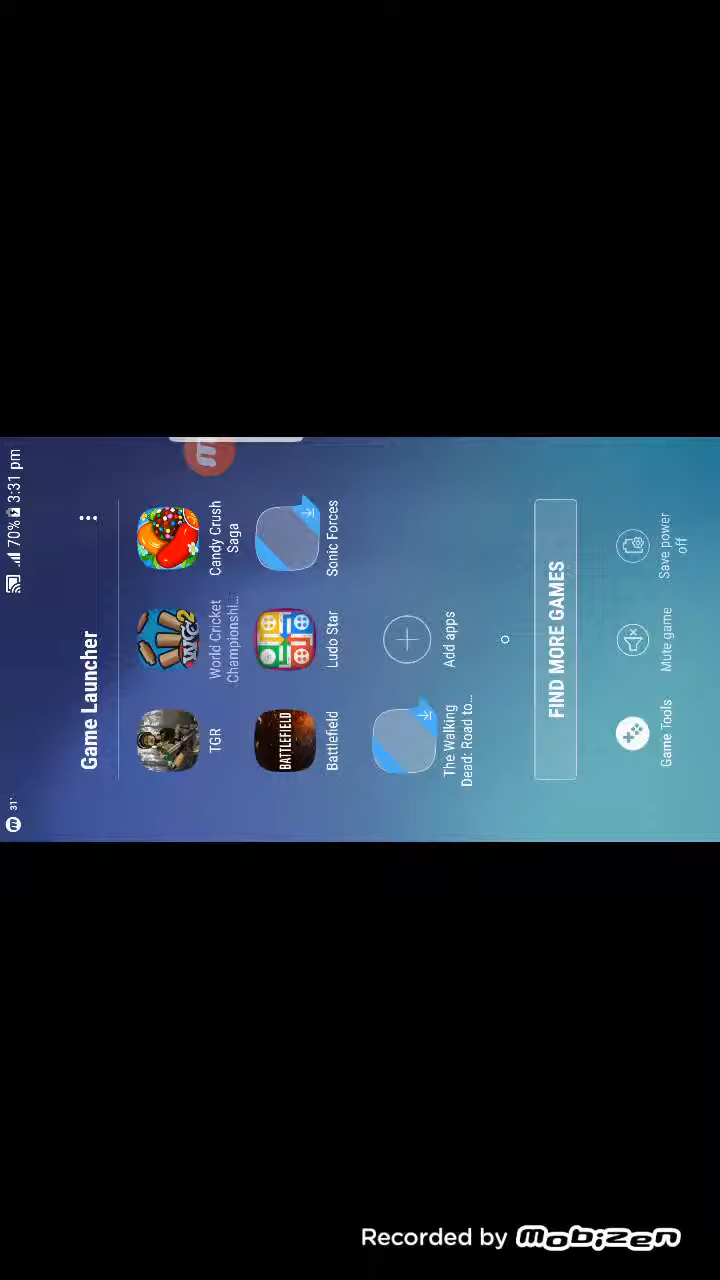 31°
70% 3:31 pm
Game Launcher
TGR
World Cricket
Championshi...
Candy Crush
Saga
BATTLEFIELD
Battlefield
Ludo Star
Sonic Forces
The Walking
Dead: Road to...
Add apps
FIND MORE GAMES
Game Tools
Mute game
Save power
off
Recorded by mobizen